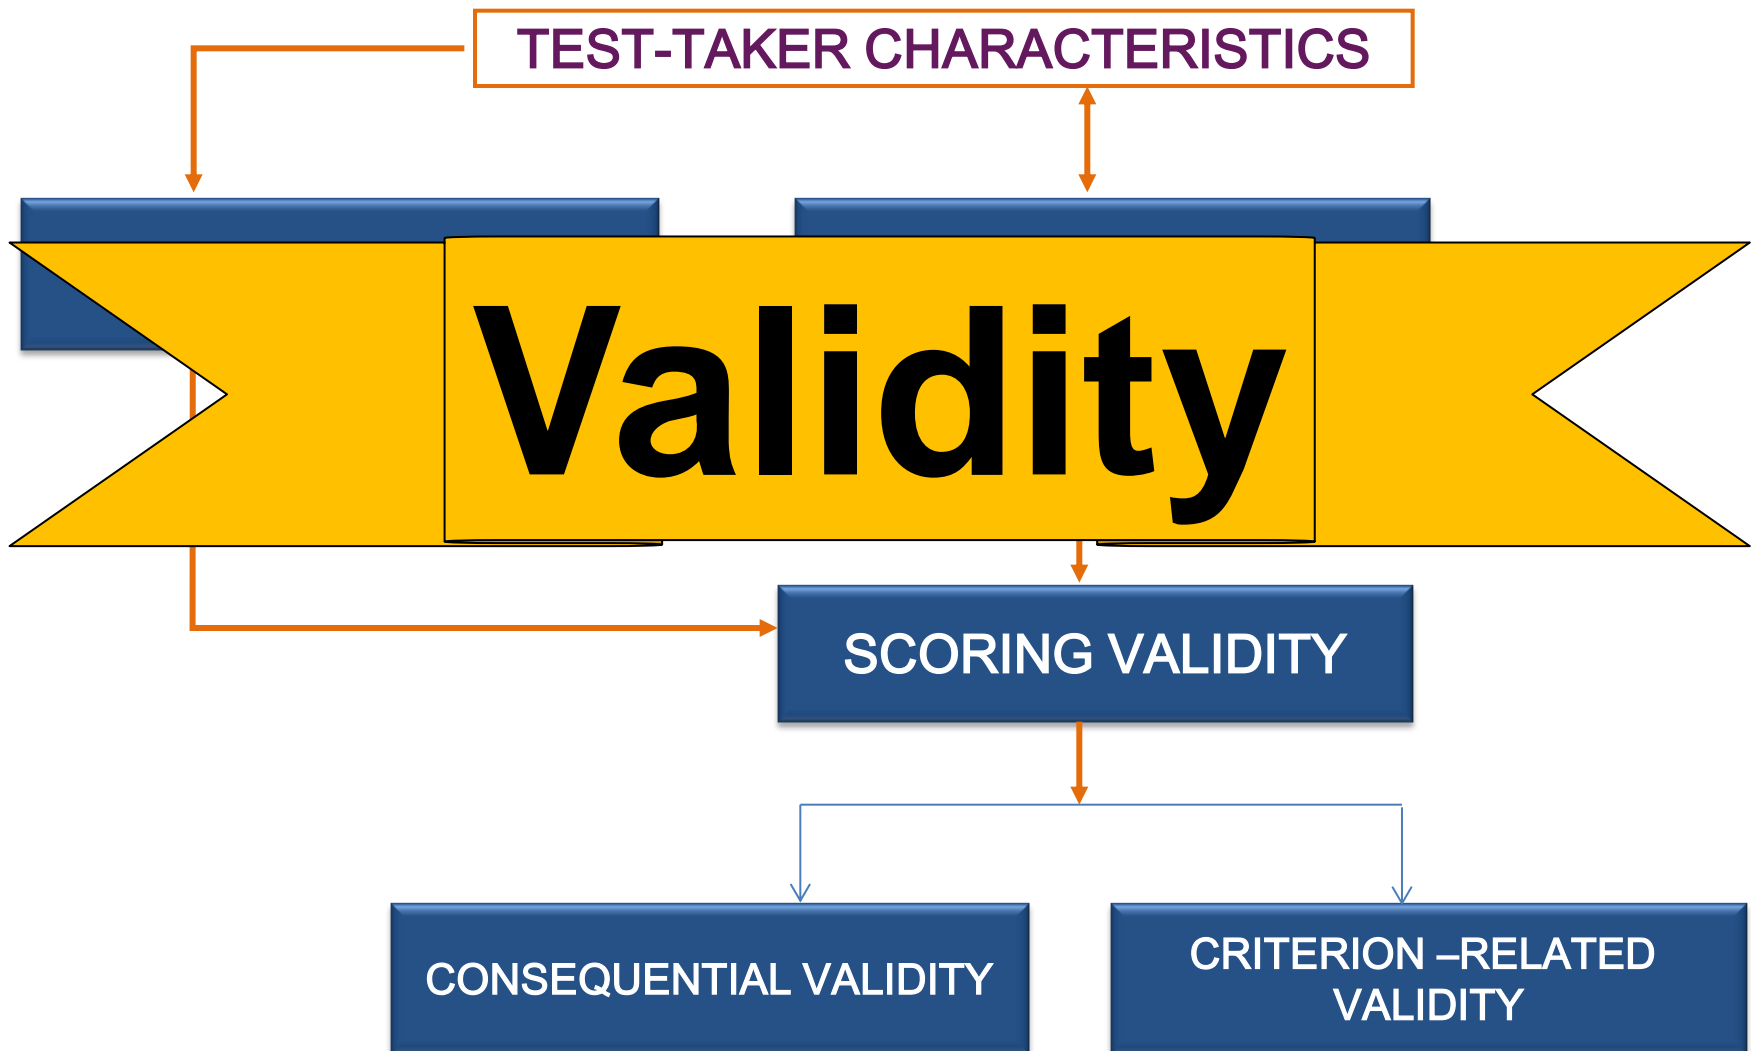 TEST-TAKER CHARACTERISTICS
Validity
SCORING VALIDITY
CONSEQUENTIAL VALIDITY
CRITERION –RELATED
VALIDITY